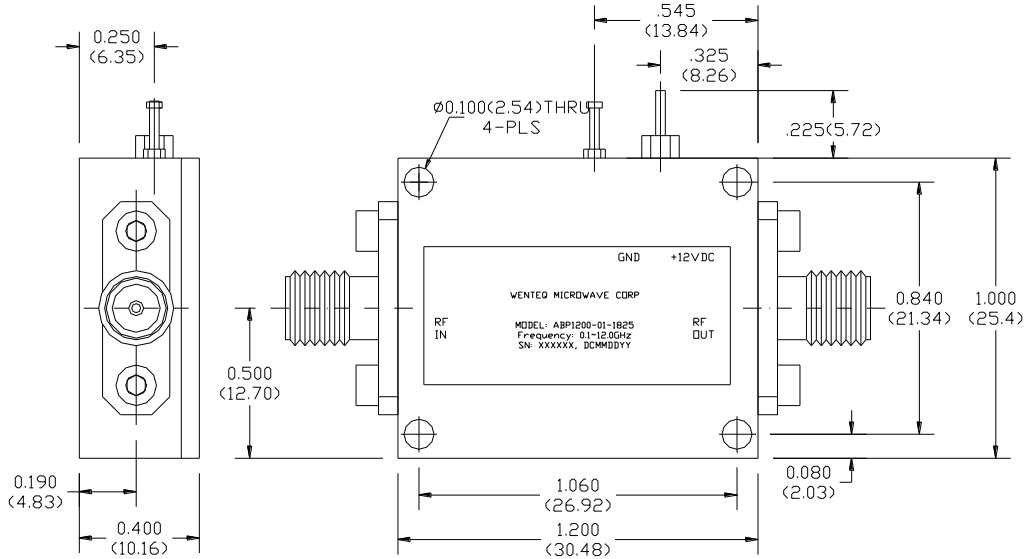 .545
(13.84)
0.250
(6.35)
.325
(8.26)
Ø0.100(2.54)THRU
4-PLS
.225(5.72)
GND +12VDC
WENTEQ MICROWAVE CORP
RF
IN
MODEL: ABP1200-01-1825
Frequency: 0.1~12.0GHz
SN: XXXXXX, DCMMDDYY
RF
OUT
0.840
(21.34)
1.000
(25.4)
0.500
(12.70)
0.190
(4.83)
0.400
(10.16)
1.060
(26.92)
1.200
(30.48)
0.080
(2.03)